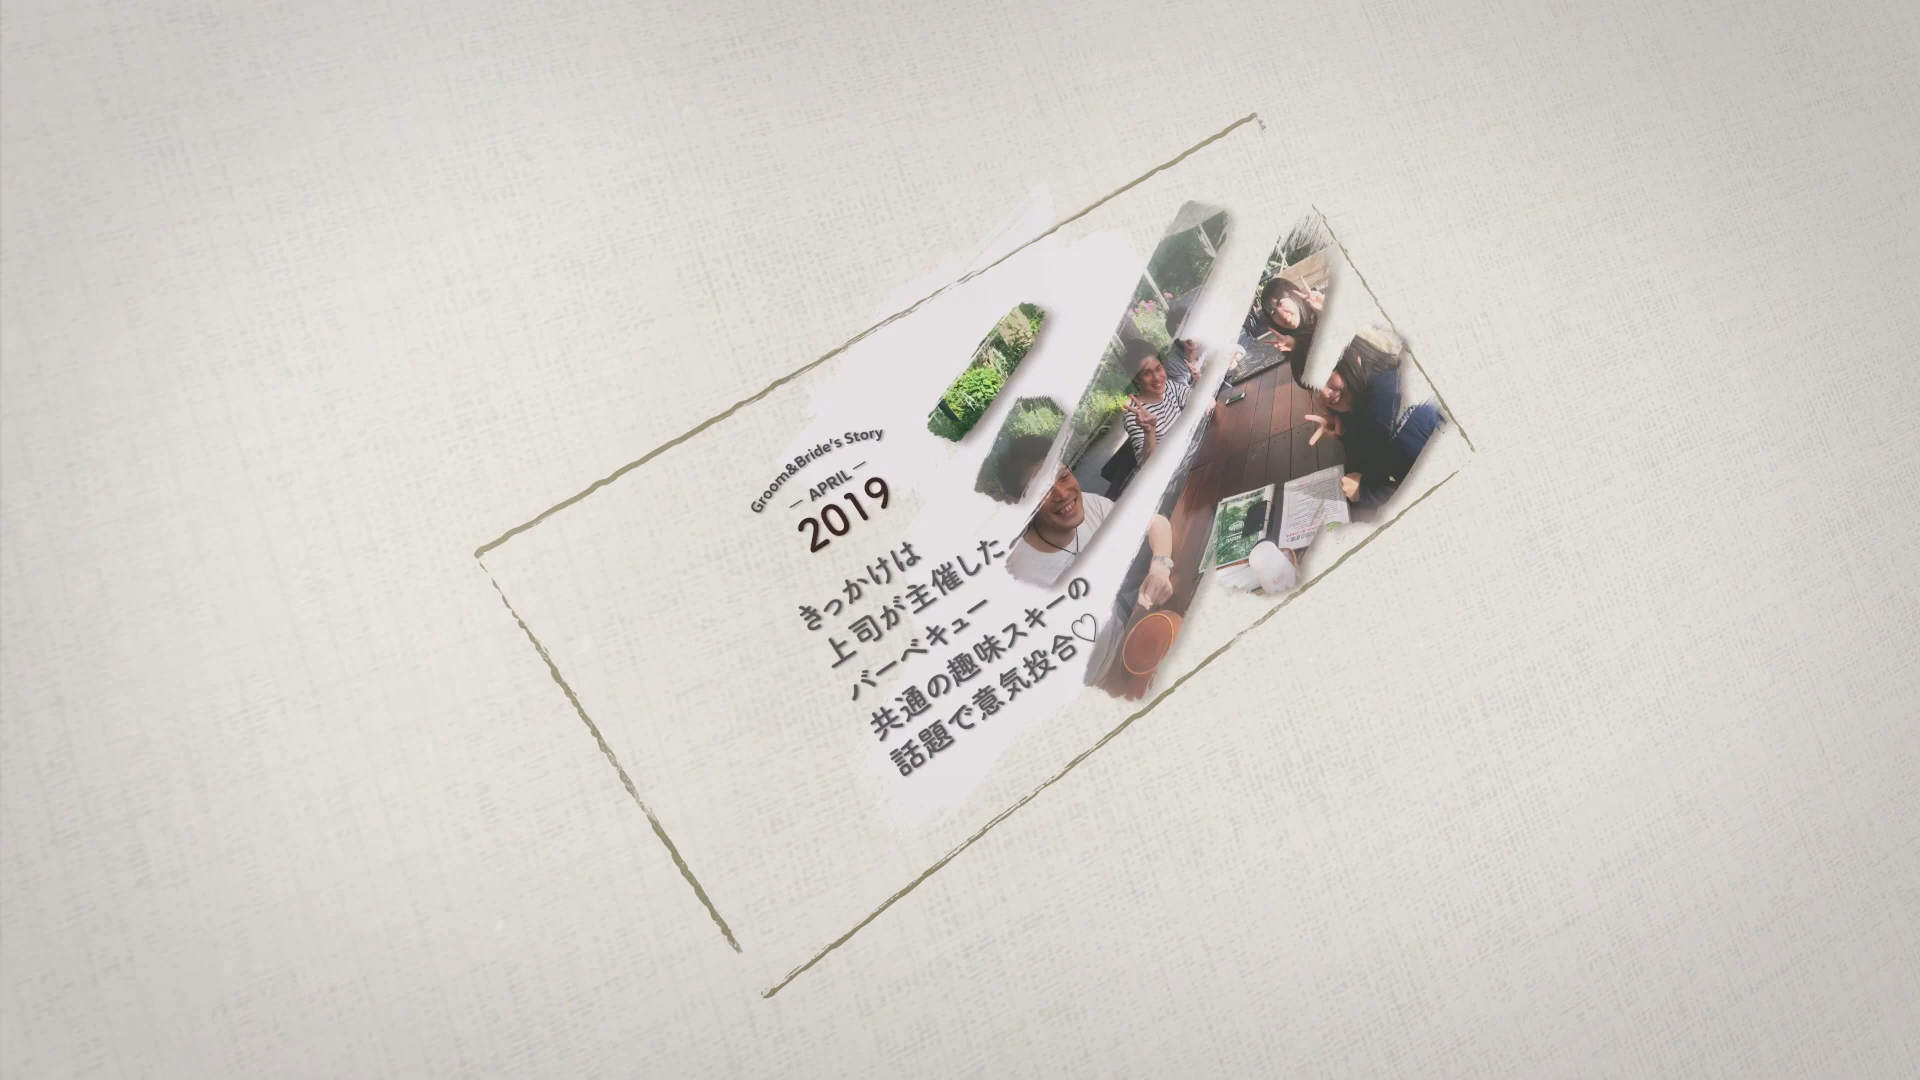 Groom&Bride's Story
— APRIL —
2019
きっかけは
上司が主催した
バーベキュー
共通の趣味スキーの
話題で意気投合♡